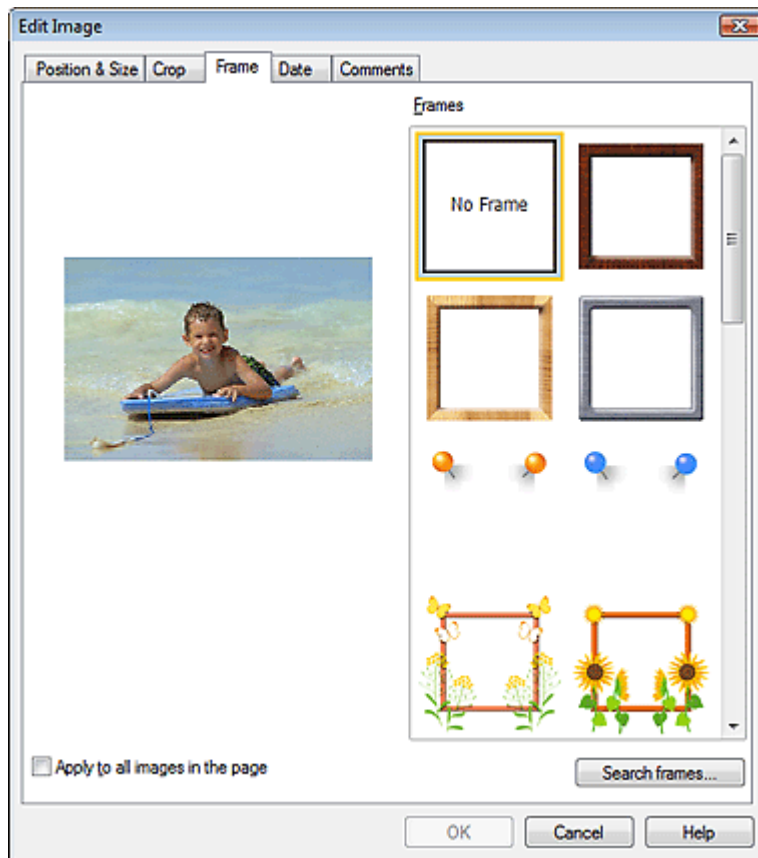 Edit Image
Position & Size Crop Frame Date Comments
Frames
No Frame
Apply to all images in the page
Search frames...
OK Cancel Help